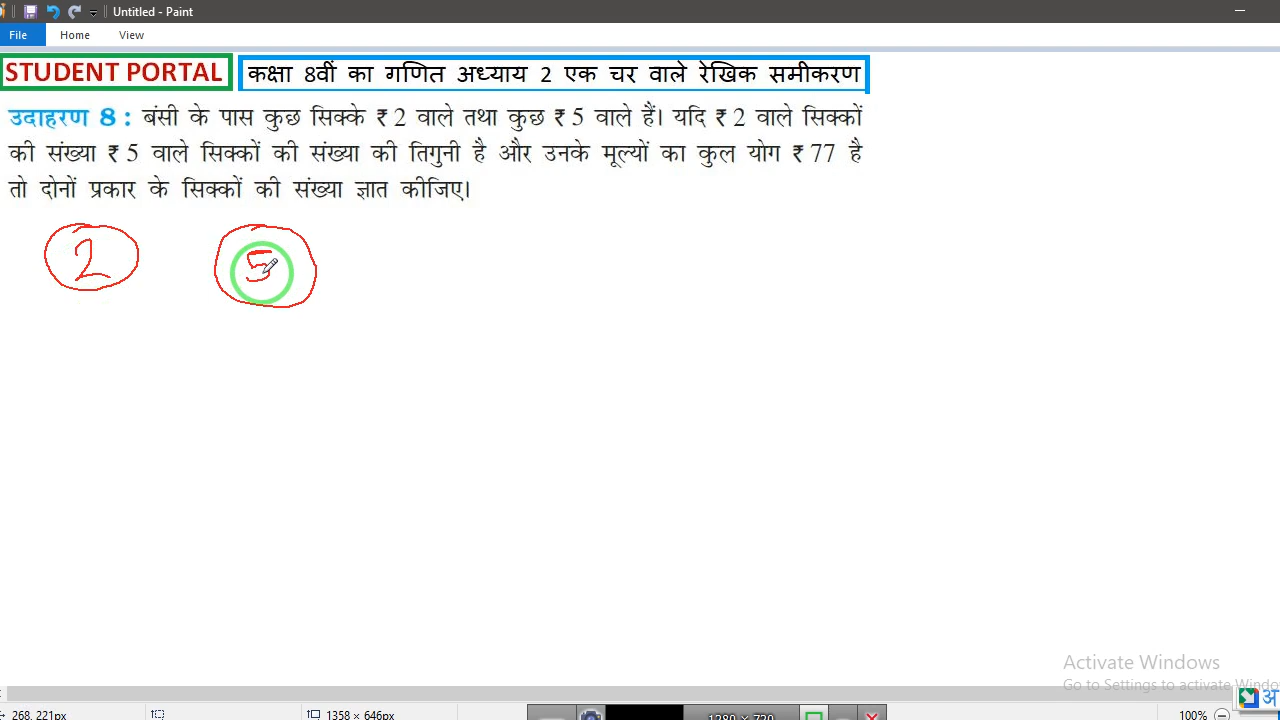 Untitled - Paint
File Home View
STUDENT PORTAL
कक्षा 8वीं का गणित अध्याय 2 एक चर वाले रेखिक समीकरण
उदाहरण 8 : बंसी के पास कुछ सिक्के ₹ 2 वाले तथा कुछ ₹ 5 वाले हैं। यदि ₹ 2 वाले सिक्कों
की संख्या ₹ 5 वाले सिक्कों की संख्या की तिगुनी है और उनके मूल्यों का कुल योग ₹ 77 है
तो दोनों प्रकार के सिक्कों की संख्या ज्ञात कीजिए।
2 5
Activate Windows
Go to Settings to activate Windo
अ
268, 221px 1358 × 646px 1280 x 720 100%